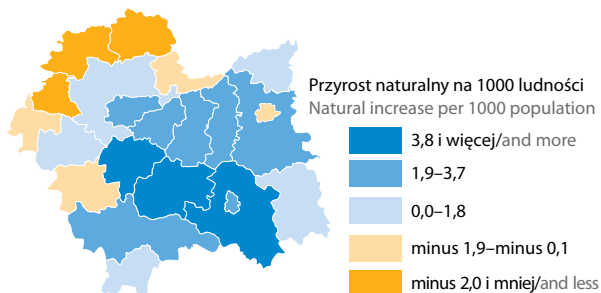 Przyrost naturalny na 1000 ludności
Natural increase per 1000 population
3,8 i więcej/and more
1,9–3,7
0,0–1,8
minus 1,9–minus 0,1
minus 2,0 i mniej/and less